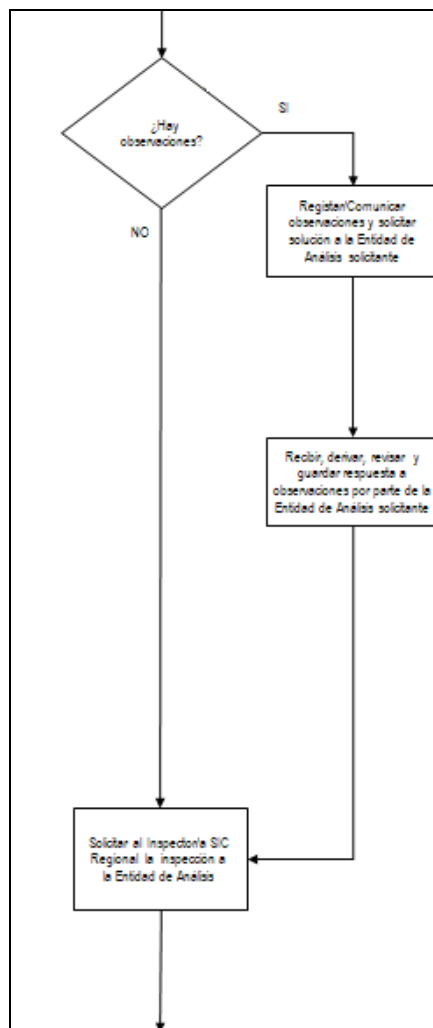 ¿Hay
observaciones?
SI
NO
Registar/Comunicar
observaciones y solicitar
solución a la Entidad de
Análisis solicitante
Recibir, derivar, revisar y
guardar respuesta a
observaciones por parte de la
Entidad de Análisis solicitante
Solicitar al Inspector/a SIC
Regional la inspección a
la Entidad de Análisis